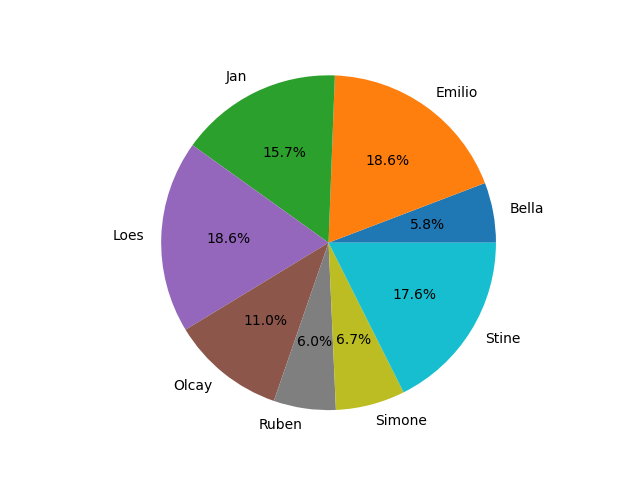 Jan
Emilio
15.7%
18.6%
Bella
5.8%
Loes
18.6%
17.6%
11.0%
6.0%
6.7%
Stine
Olcay
Ruben
Simone